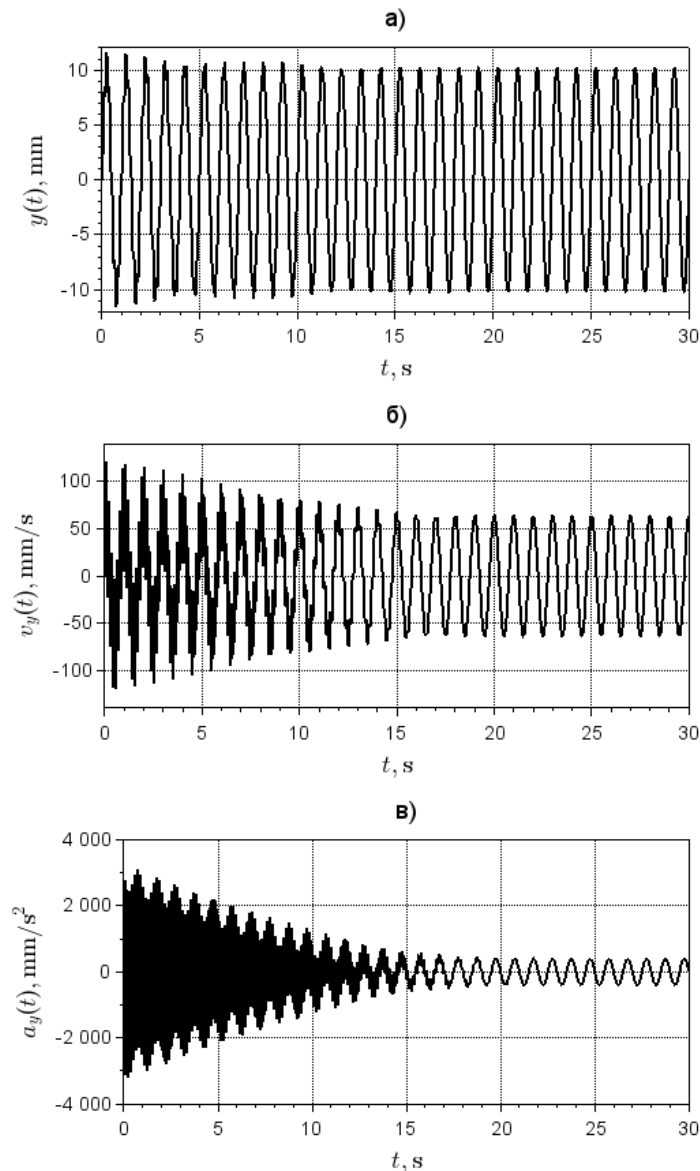 а)
10
5
0
-5
-10
y(t), mm
0 5 10 15 20 25 30
t, s
б)
100
50
0
-50
-100
v_y(t), mm/s
0 5 10 15 20 25 30
t, s
в)
4 000
2 000
0
-2 000
-4 000
a_y(t), mm/s²
0 5 10 15 20 25 30
t, s